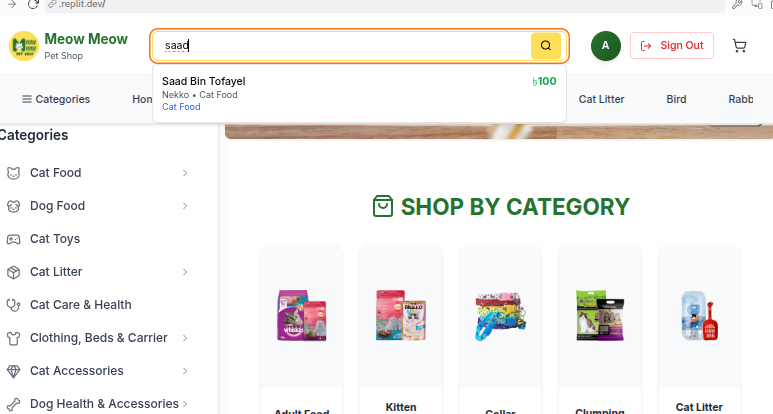 .replit.dev/
Meow Meow
Pet Shop
saad
A
Sign Out
Saad Bin Tofayel
৳100
Nekko • Cat Food
Cat Food
Categories
Cat Litter
Bird
Categories
Cat Food
Dog Food
Cat Toys
Cat Litter
Cat Care & Health
Clothing, Beds & Carrier
Cat Accessories
Dog Health & Accessories
SHOP BY CATEGORY
whiskas
Adult Food
Kitten
Collar
Clumping
Cat Litter